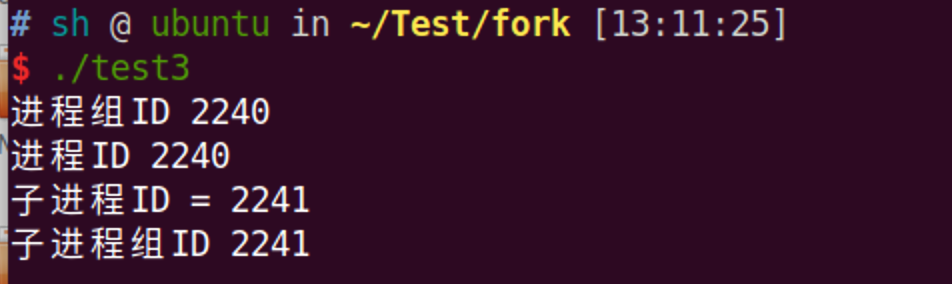 # sh @ ubuntu in ~/Test/fork [13:11:25]
$ ./test3
进程组ID 2240
进程ID 2240
子进程ID = 2241
子进程组ID 2241